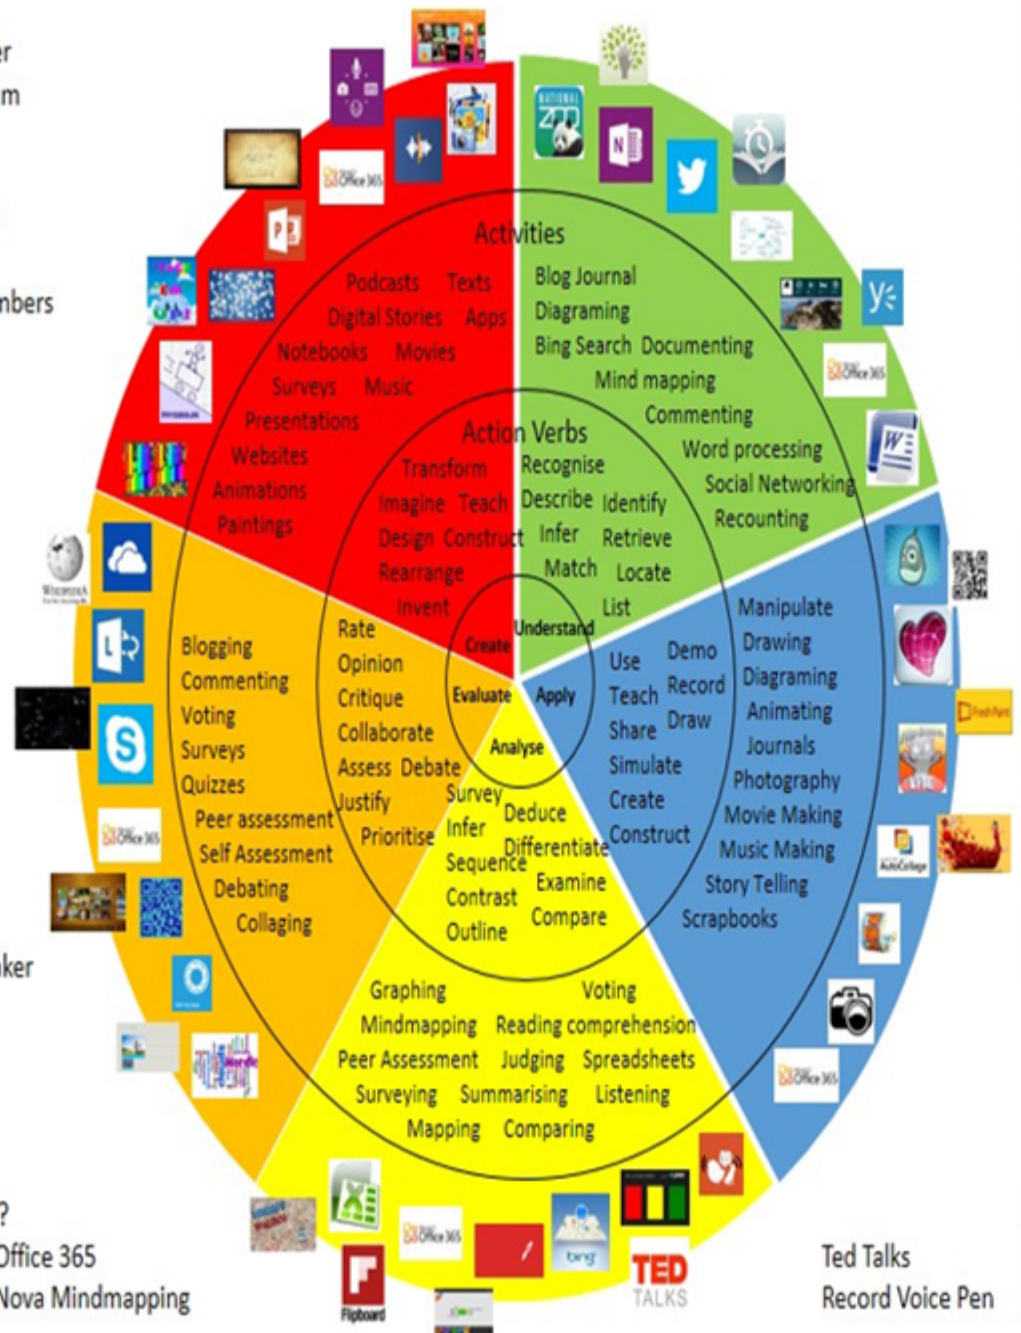 er
m
mbers
ker
?
Office 365
Nova Mindmapping
Activities
Podcasts Texts
Digital Stories Apps
Notebooks Movies
Surveys Music
Presentations
Websites
Animations
Paintings
Blog Journal
Diagraming
Bing Search Documenting
Mind mapping
Commenting
Word processing
Social Networking
Recounting
Action Verbs
Transform
Imagine Teach
Design Construct
Rearrange
Invent
Create
Recognise
Describe Identify
Infer Retrieve
Match Locate
List
Understand
Rate
Opinion
Critique
Collaborate
Assess Debate
Justify
Prioritise
Evaluate
Apply
Analyse
Use Demo
Teach Record
Share Draw
Simulate
Create
Construct
Manipulate
Drawing
Diagraming
Animating
Journals
Photography
Movie Making
Music Making
Story Telling
Scrapbooks
Blogging
Commenting
Voting
Surveys
Quizzes
Peer assessment
Self Assessment
Debating
Collaging
Survey Deduce
Infer Differentiate
Sequence Examine
Contrast Compare
Outline
Graphing Voting
Mindmapping Reading comprehension
Peer Assessment Judging Spreadsheets
Surveying Summarising Listening
Mapping Comparing
NATIONAL
ZOO
N
Office 365
P
y
Office 365
W
WIKIPEDIA
L
S
Office 365
FreshPaint
AutoCollage
Office 365
X
Office 365
Flipboard
bing
TED
TALKS
Wordle
Ted Talks
Record Voice Pen